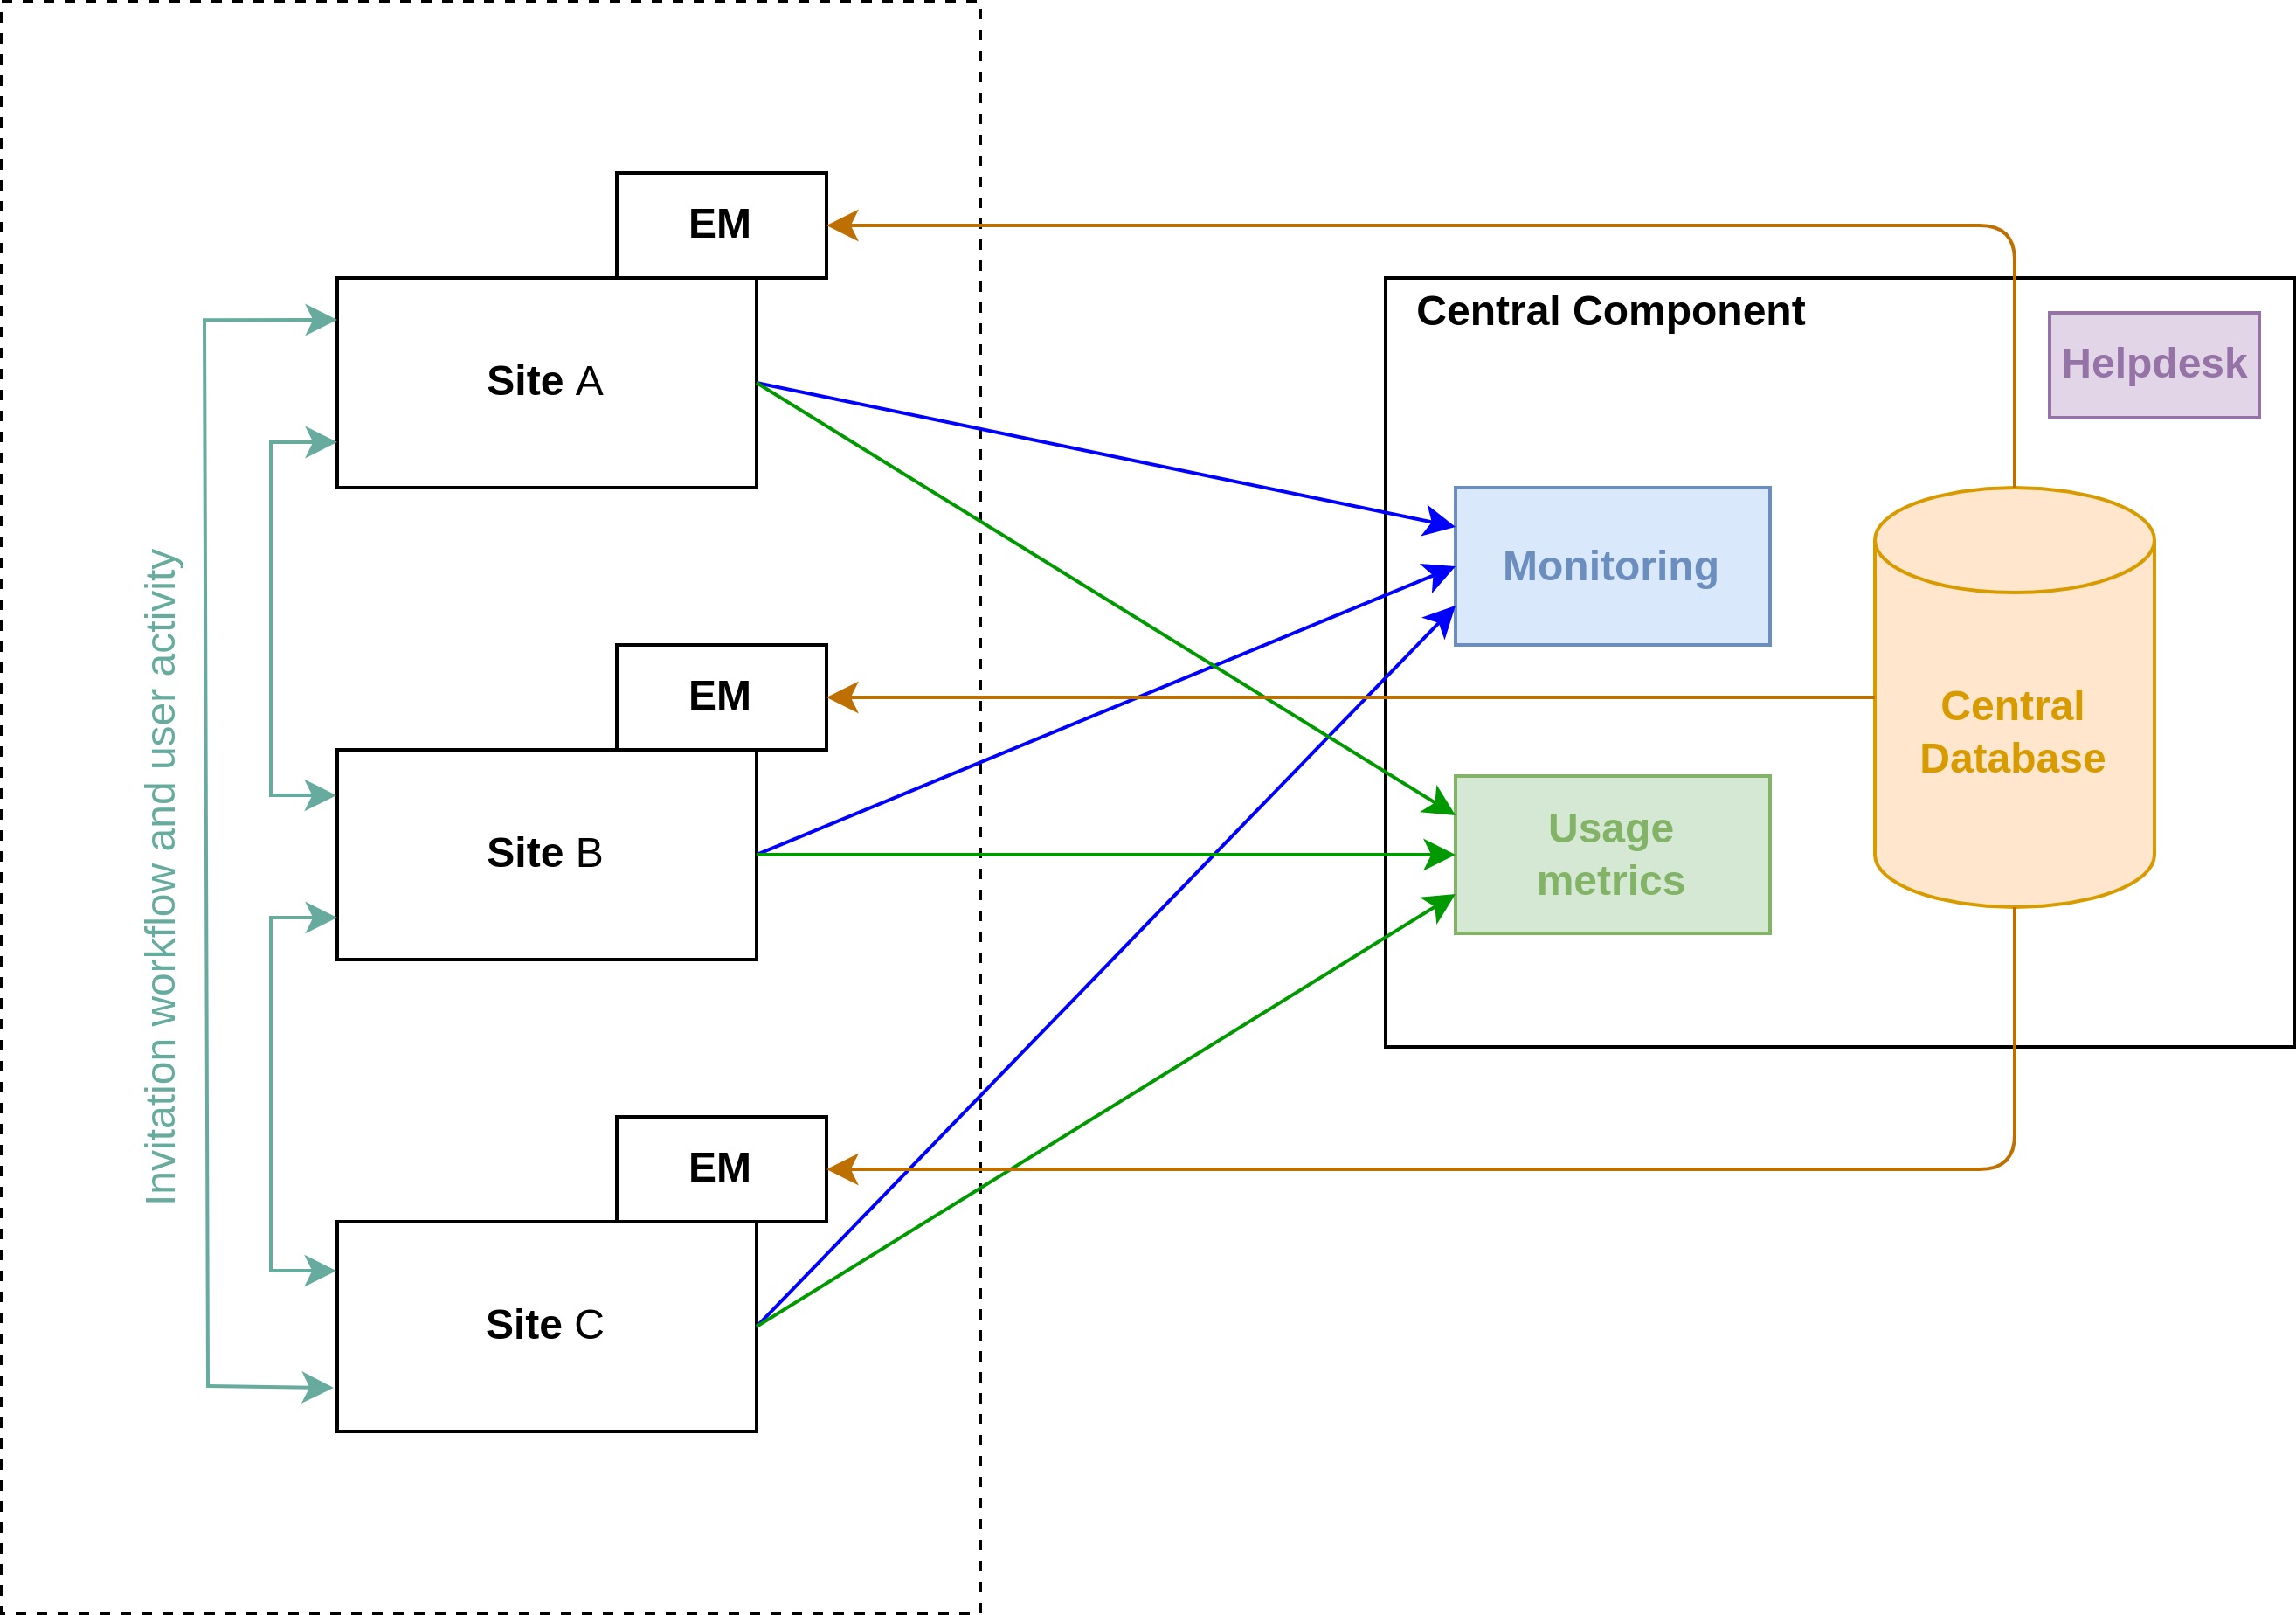 EM
Central Component
Helpdesk
Site A
Monitoring
EM
Central
Database
Usage
metrics
Site B
Invitation workflow and user activity
EM
Site C